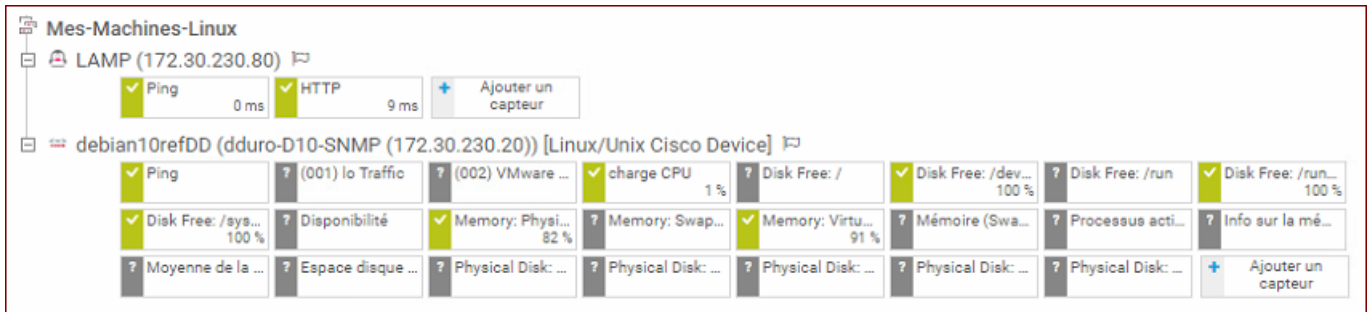 Mes-Machines-Linux
LAMP (172.30.230.80)
Ping HTTP Ajouter un
0 ms 9 ms capteur
debian10refDD (dduro-D10-SNMP (172.30.230.20)) [Linux/Unix Cisco Device]
Ping (001) lo Traffic (002) VMware ... charge CPU Disk Free: / Disk Free: /dev... Disk Free: /run Disk Free: /run...
1 % 100 % 100 %
Disk Free: /sys... Disponibilité Memory: Physi... Memory: Swap... Memory: Virtu... Mémoire (Swa... Processus acti... Info sur la mé...
100 % 82 % 91 %
Moyenne de la ... Espace disque ... Physical Disk: ... Physical Disk: ... Physical Disk: ... Physical Disk: ... Physical Disk: ... Ajouter un
capteur